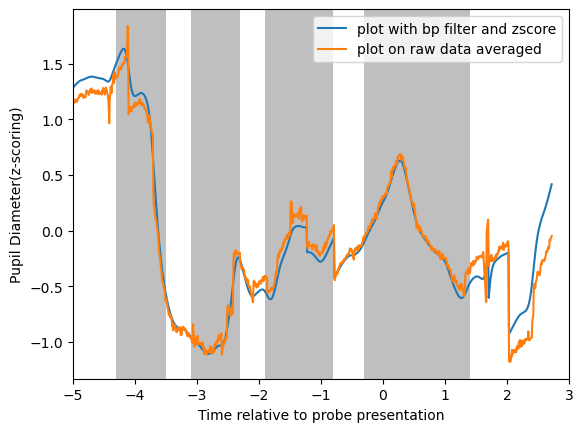 plot with bp filter and zscore
plot on raw data averaged
Pupil Diameter(z-scoring)
1.5
1.0
0.5
0.0
−0.5
−1.0
−5 −4 −3 −2 −1 0 1 2 3
Time relative to probe presentation